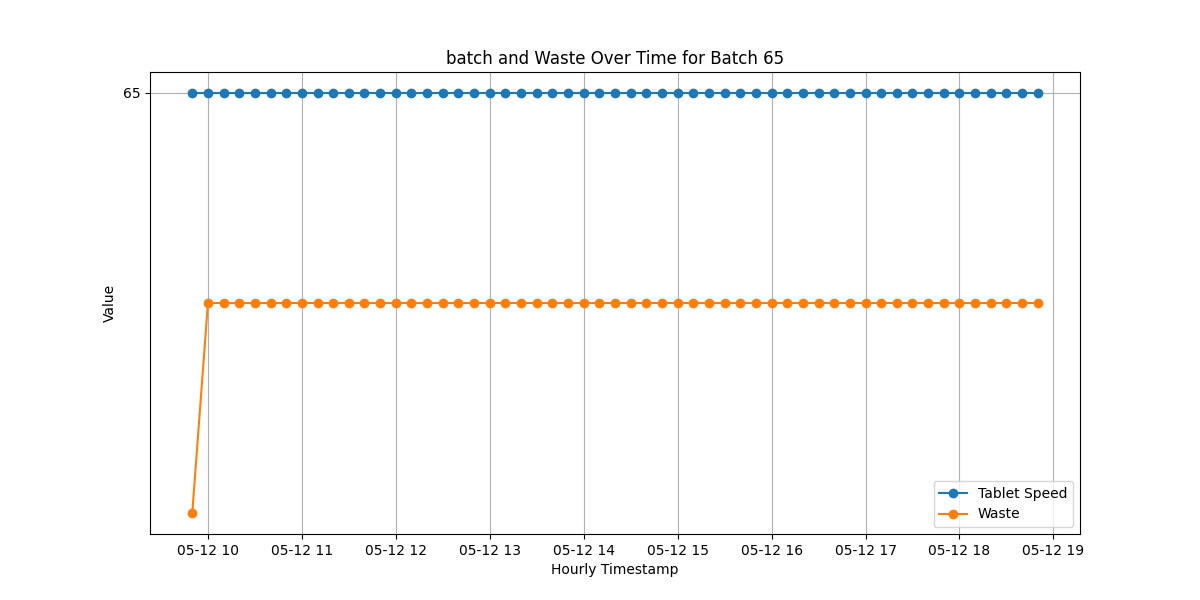 batch and Waste Over Time for Batch 65
65
Value
Tablet Speed
Waste
05-12 10 05-12 11 05-12 12 05-12 13 05-12 14 05-12 15 05-12 16 05-12 17 05-12 18 05-12 19
Hourly Timestamp